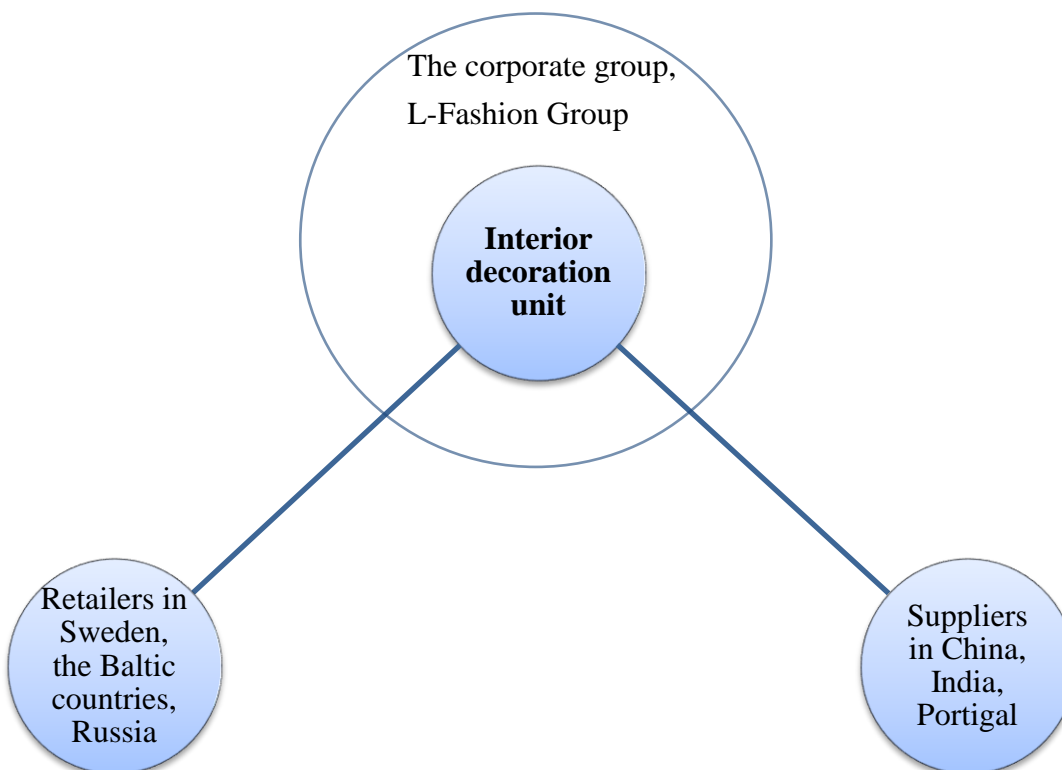 The corporate group,
L-Fashion Group
Interior
decoration
unit
Retailers in
Sweden,
the Baltic
countries,
Russia
Suppliers
in China,
India,
Portigal